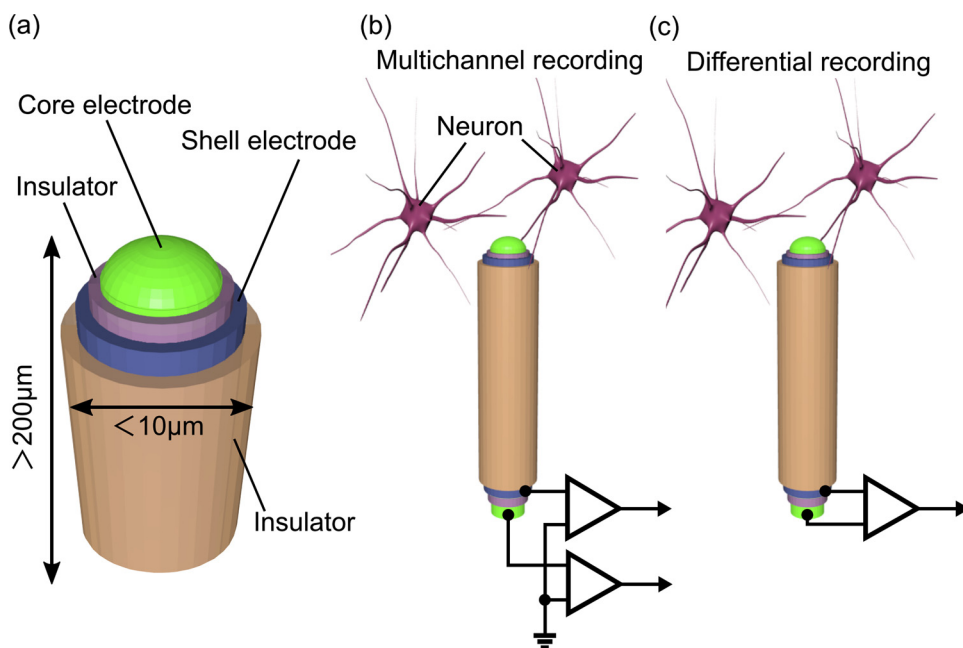 (a)
Core electrode
Shell electrode
Insulator
>200μm
<10μm
Insulator
(b)
Multichannel recording
Neuron
(c)
Differential recording